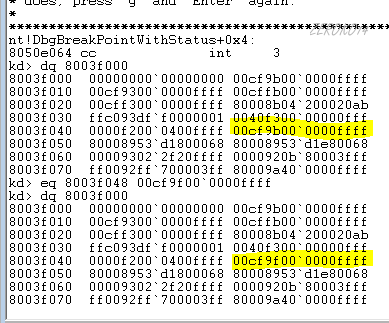 * does, press "g" and "Enter" again.
*
******************************************
nt!DbgBreakPointWithStatus+0x4:
8050e064 cc int 3
kd> dq 8003f000
8003f000 00000000`00000000 00cf9b00`0000ffff
8003f010 00cf9300`0000ffff 00cffb00`0000ffff
8003f020 00cff300`0000ffff 80008b04`200020ab
8003f030 ffc093df`f0000001 0040f300`00000fff
8003f040 0000f200`0400ffff 00cf9b00`0000ffff
8003f050 80008953`d1800068 80008953`d1e80068
8003f060 00009302`2f20ffff 0000920b`80003fff
8003f070 ff0092ff`700003ff 80009a40`0000ffff
kd> eq 8003f048 00cf9f00`0000ffff
kd> dq 8003f000
8003f000 00000000`00000000 00cf9b00`0000ffff
8003f010 00cf9300`0000ffff 00cffb00`0000ffff
8003f020 00cff300`0000ffff 80008b04`200020ab
8003f030 ffc093df`f0000001 0040f300`00000fff
8003f040 0000f200`0400ffff 00cf9f00`0000ffff
8003f050 80008953`d1800068 80008953`d1e80068
8003f060 00009302`2f20ffff 0000920b`80003fff
8003f070 ff0092ff`700003ff 80009a40`0000ffff